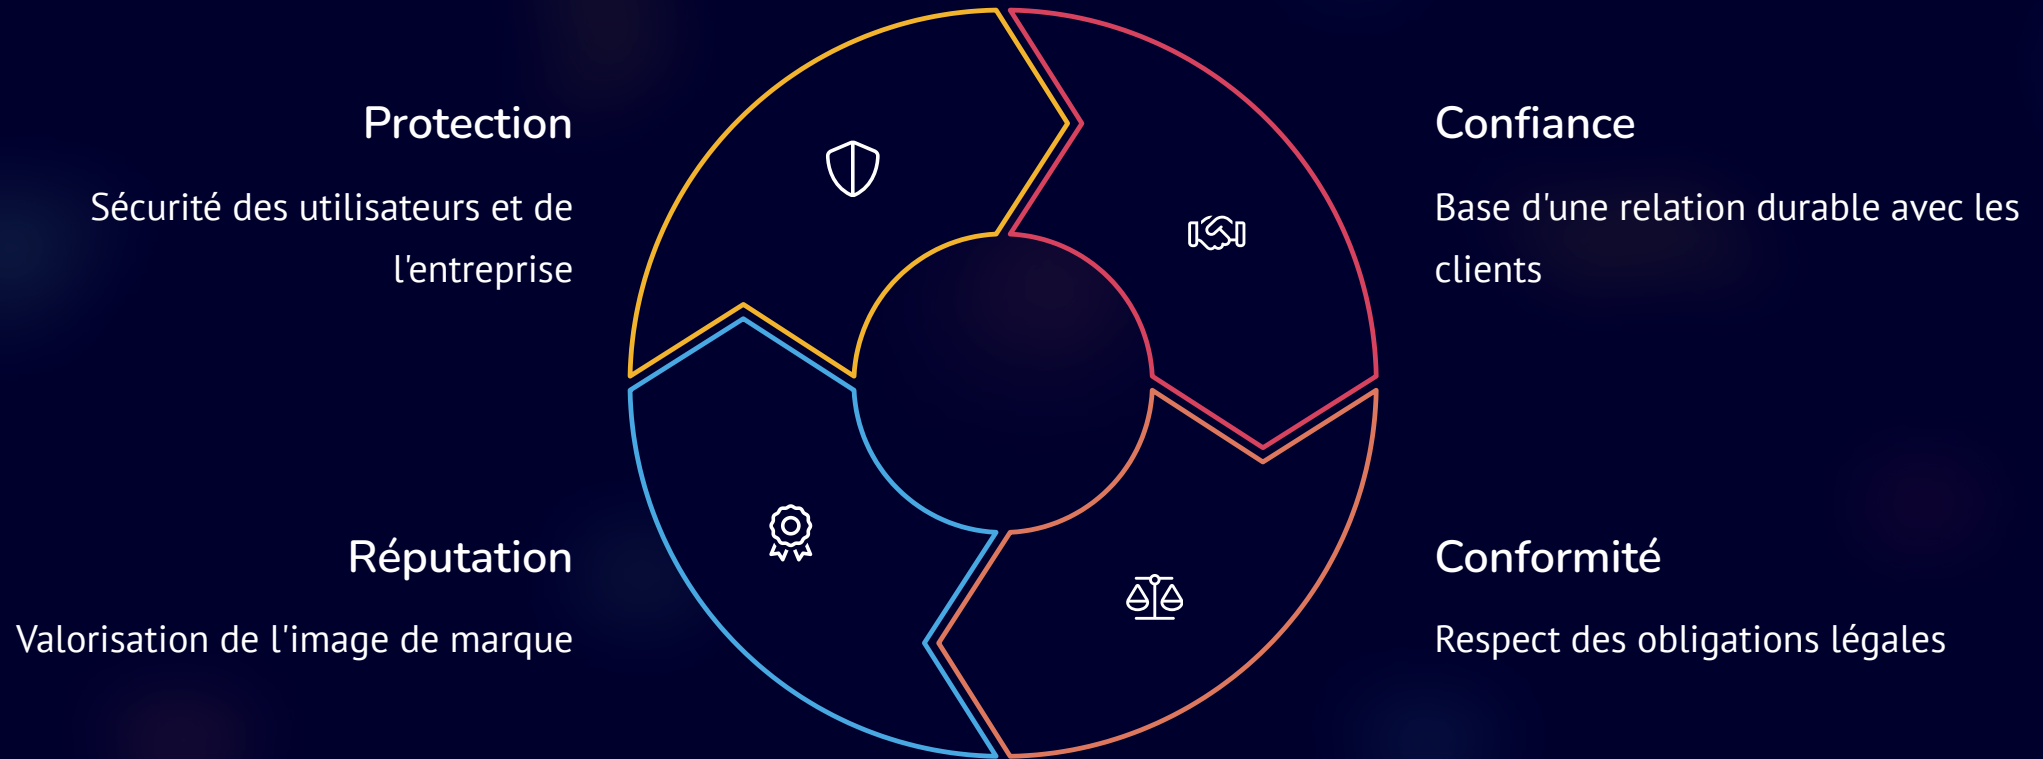 Protection
Sécurité des utilisateurs et de
l'entreprise
Confiance
Base d'une relation durable avec les
clients
Réputation
Valorisation de l'image de marque
Conformité
Respect des obligations légales